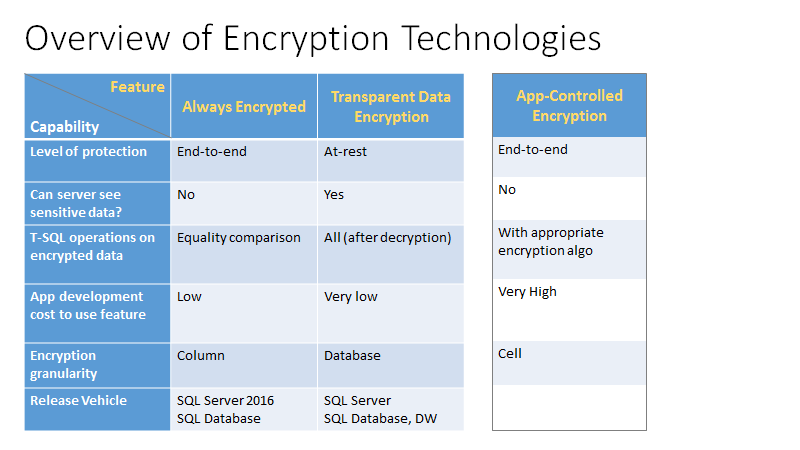 Overview of Encryption Technologies
Feature
Capability
Always Encrypted
Transparent Data
Encryption
App-Controlled
Encryption
Level of protection
End-to-end
At-rest
End-to-end
Can server see
sensitive data?
No
Yes
No
T-SQL operations on
encrypted data
Equality comparison
All (after decryption)
With appropriate
encryption algo
App development
cost to use feature
Low
Very low
Very High
Encryption
granularity
Column
Database
Cell
Release Vehicle
SQL Server 2016
SQL Database
SQL Server
SQL Database, DW